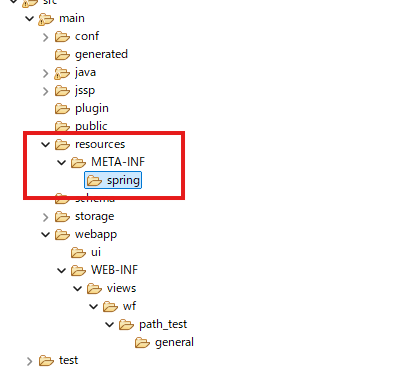 src
main
conf
generated
java
jssp
plugin
public
resources
META-INF
spring
schema
storage
webapp
ui
WEB-INF
views
wf
path_test
general
test